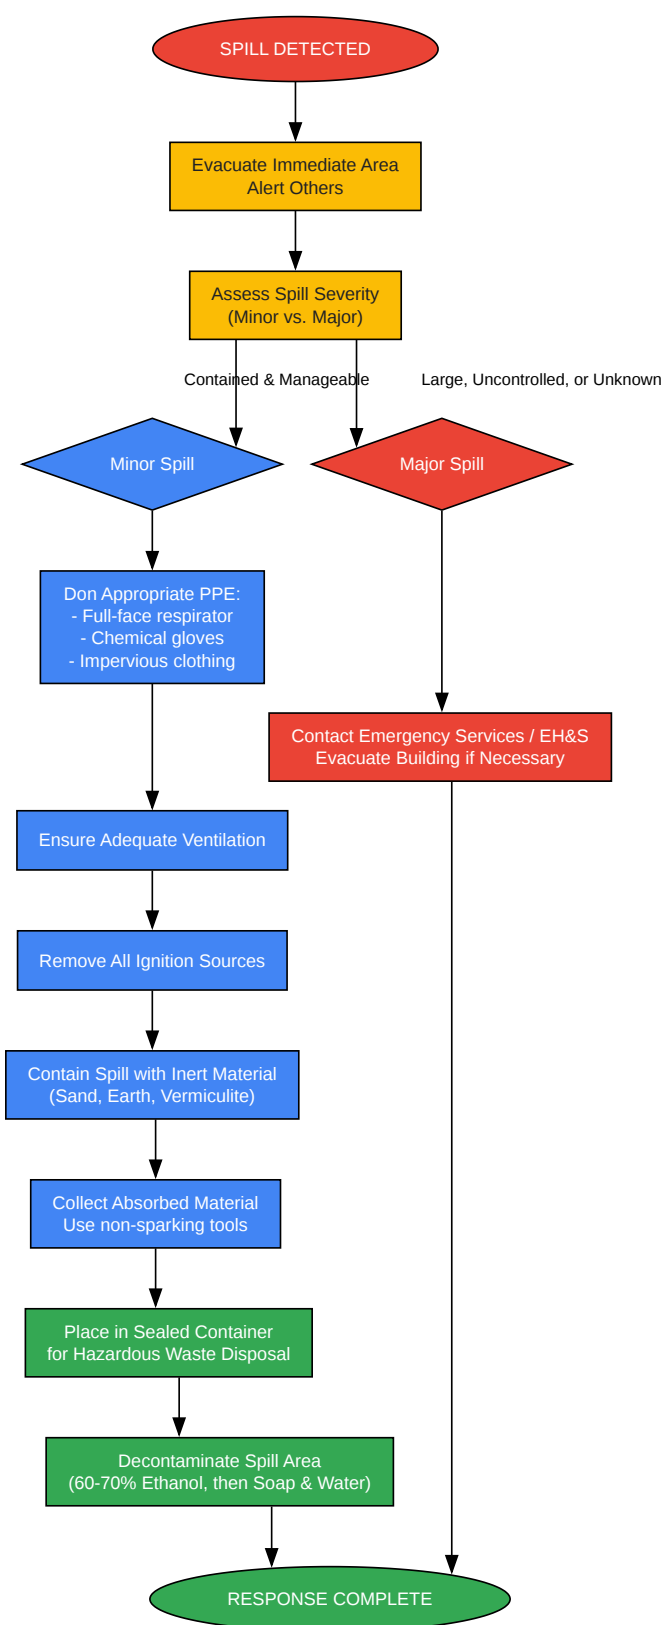 SPILL DETECTED
Evacuate Immediate Area
Alert Others
Assess Spill Severity
(Minor vs. Major)
Contained & Manageable
Large, Uncontrolled, or Unknown
Minor Spill
Major Spill
Don Appropriate PPE:
- Full-face respirator
- Chemical gloves
- Impervious clothing
Contact Emergency Services / EH&S
Evacuate Building if Necessary
Ensure Adequate Ventilation
Remove All Ignition Sources
Contain Spill with Inert Material
(Sand, Earth, Vermiculite)
Collect Absorbed Material
Use non-sparking tools
Place in Sealed Container
for Hazardous Waste Disposal
Decontaminate Spill Area
(60-70% Ethanol, then Soap & Water)
RESPONSE COMPLETE